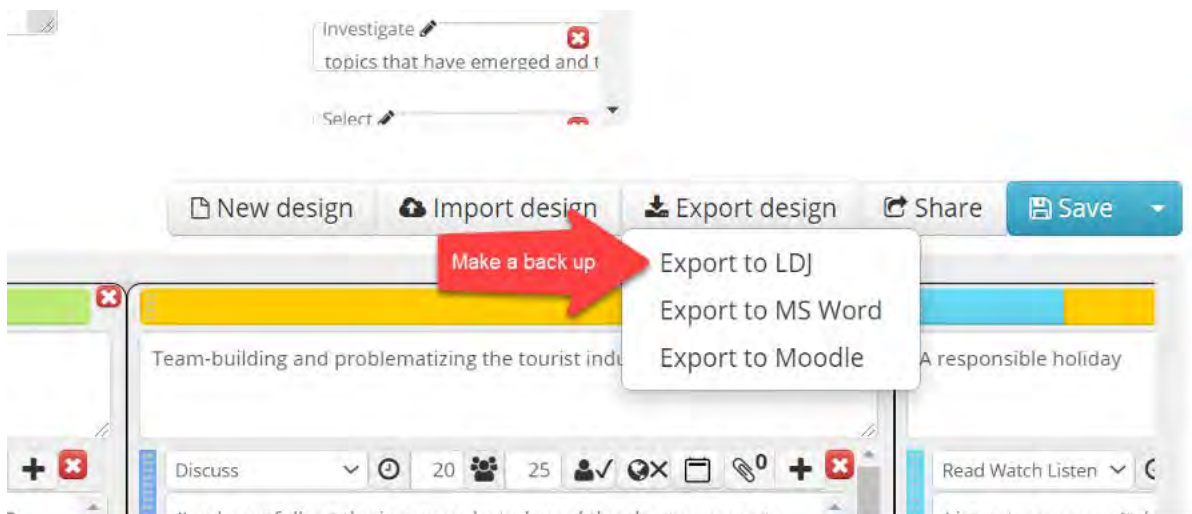 Investigate
topics that have emerged and t
Select
New design Import design Export design Share Save
Make a back up
Export to LDJ
Export to MS Word
Export to Moodle
Team-building and problematizing the tourist indu
A responsible holiday
Discuss 20 25 0
Read Watch Listen